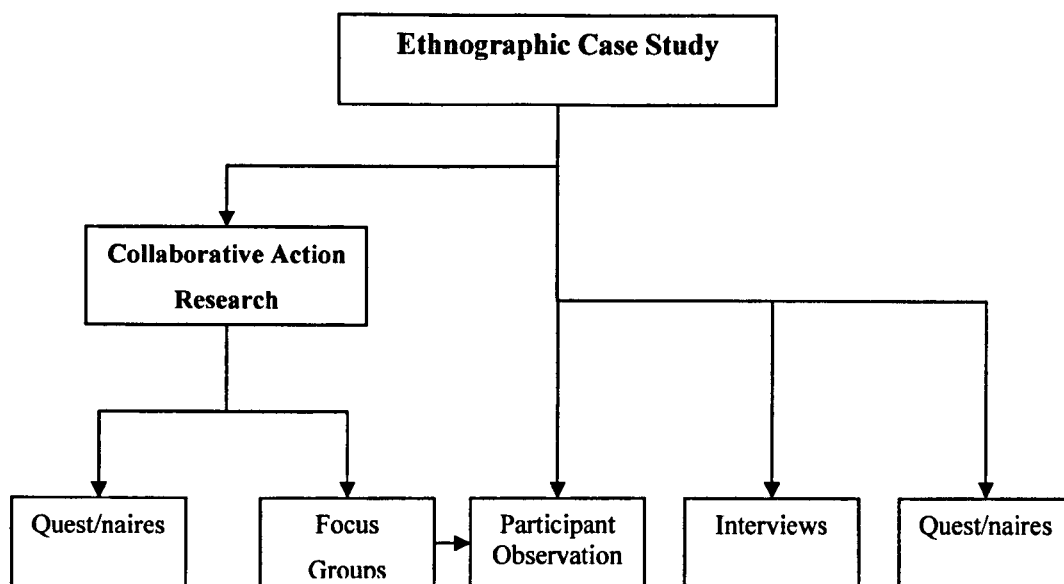 Ethnographic Case Study
Collaborative Action
Research
Quest/naires
Focus
Groups
Participant
Observation
Interviews
Quest/naires